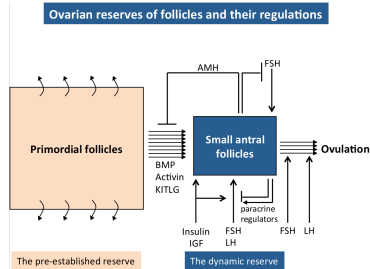 Ovarian reserves of follicles and their regulations
AMH
FSH
Primordial follicles
Small antral
follicles
Ovulation
BMP
Activin
KITLG
paracrine
regulators
Insulin
IGF
FSH
LH
FSH
LH
The pre-established reserve
The dynamic reserve